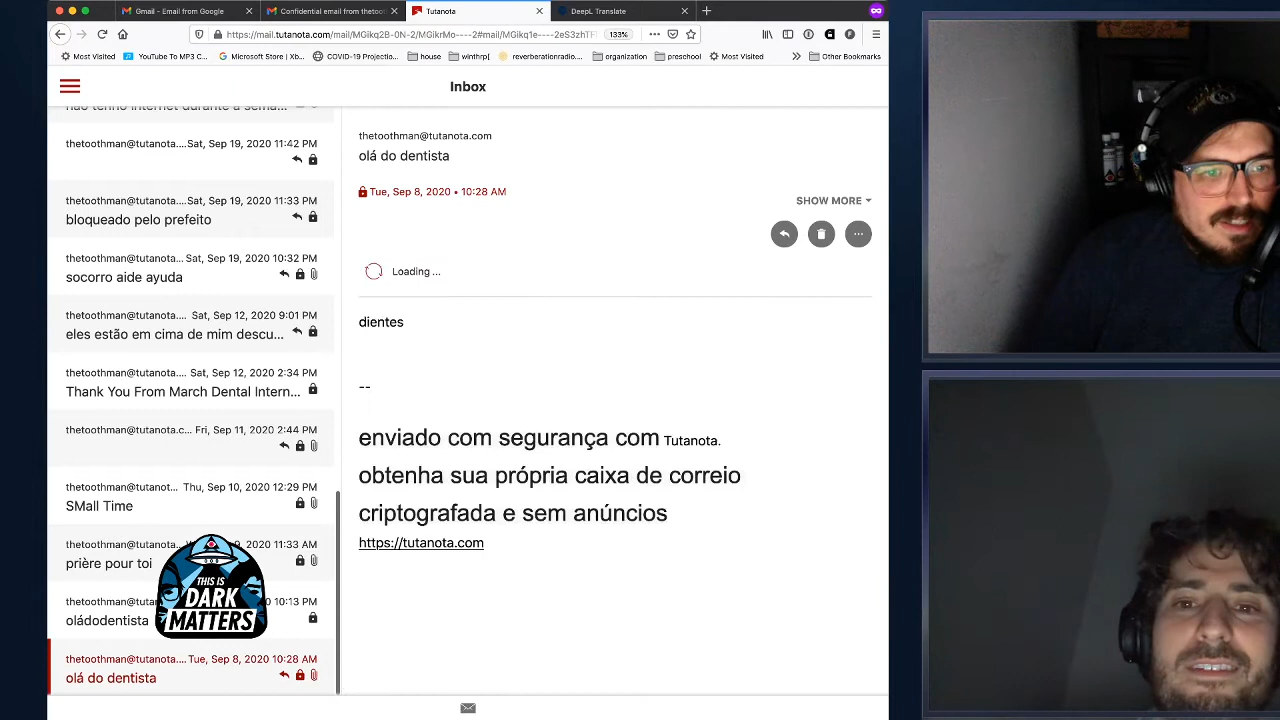 Gmail - Email from Google
Confidential email from thetoot
Tutanota
DeepL Translate
https://mail.tutanota.com/mail/MGikq2B-0N-2/MGikrMo----2#mail/MGikq1e----2eS3zhTF
133%
Most Visited
YouTube To MP3 C...
Microsoft Store | Xb...
COVID-19 Projectio...
house
winthrp[
reverberationradio....
organization
preschool
Most Visited
Other Bookmarks
Inbox
não tenho internet durante a sema...
thetoothman@tutanota.... Sat, Sep 19, 2020 11:42 PM
thetoothman@tutanota.... Sat, Sep 19, 2020 11:33 PM
bloqueado pelo prefeito
thetoothman@tutanota.... Sat, Sep 19, 2020 10:32 PM
socorro aide ayuda
thetoothman@tutanota.... Sat, Sep 12, 2020 9:01 PM
eles estão em cima de mim descu...
thetoothman@tutanota.... Sat, Sep 12, 2020 2:34 PM
Thank You From March Dental Intern...
thetoothman@tutanota.c... Fri, Sep 11, 2020 2:44 PM
thetoothman@tutanot... Thu, Sep 10, 2020 12:29 PM
SMall Time
thetoothman@tutanota 11:33 AM
prière pour toi
thetoothman@tutanota 2020 10:13 PM
oládodentista
thetoothman@tutanota.... Tue, Sep 8, 2020 10:28 AM
olá do dentista
THIS IS
DARK
MATTERS
thetoothman@tutanota.com
olá do dentista
Tue, Sep 8, 2020 • 10:28 AM
SHOW MORE
Loading ...
dientes
--
enviado com segurança com Tutanota.
obtenha sua própria caixa de correio
criptografada e sem anúncios
https://tutanota.com